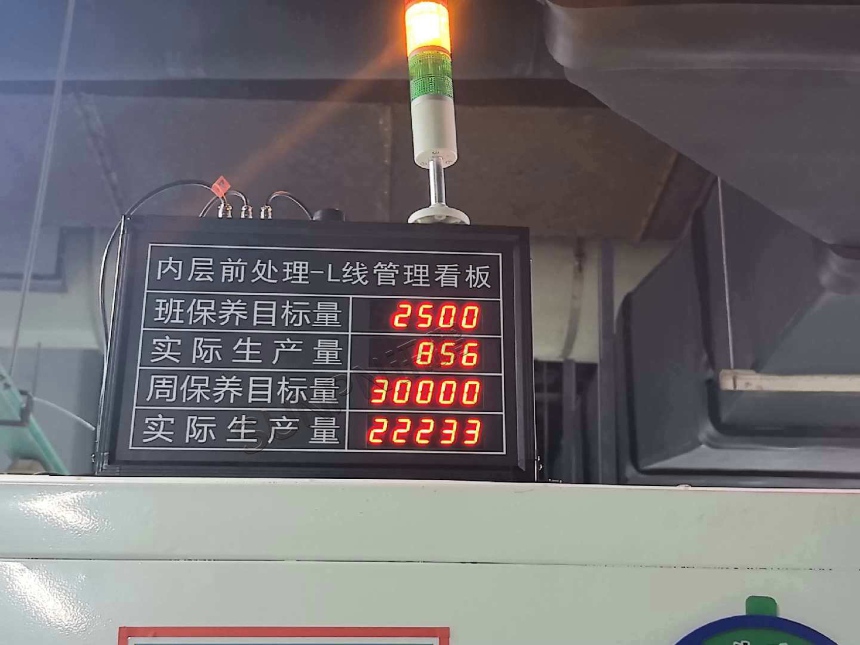 内层前处理-L线管理看板
班保养目标量 2500
实际生产量 856
周保养目标量 30000
实际生产量 22233